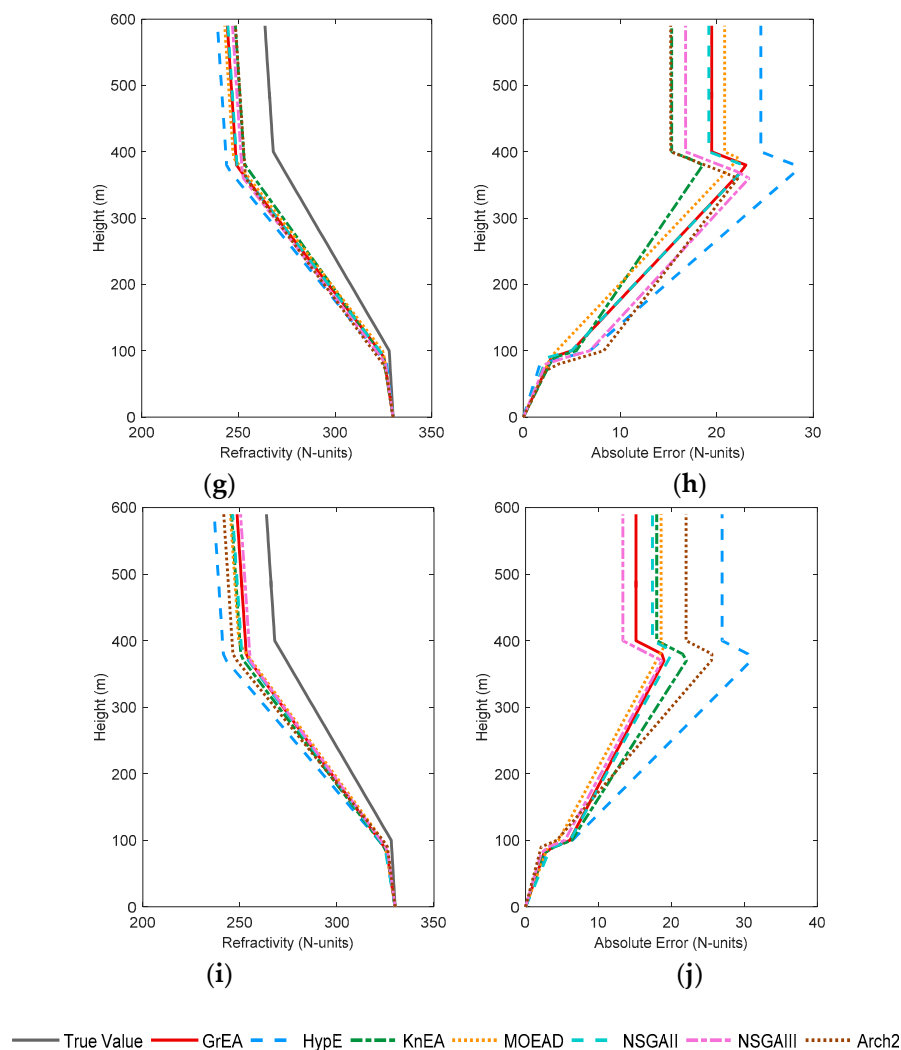 600
500
400
300
200
100
0
Height (m)
200 250 300 350
Refractivity (N-units)
(g)
600
500
400
300
200
100
0
Height (m)
0 10 20 30
Absolute Error (N-units)
(h)
600
500
400
300
200
100
0
Height (m)
200 250 300 350
Refractivity (N-units)
(i)
600
500
400
300
200
100
0
Height (m)
0 10 20 30 40
Absolute Error (N-units)
(j)
True Value GrEA HypE KnEA MOEAD NSGAII NSGAIII Arch2